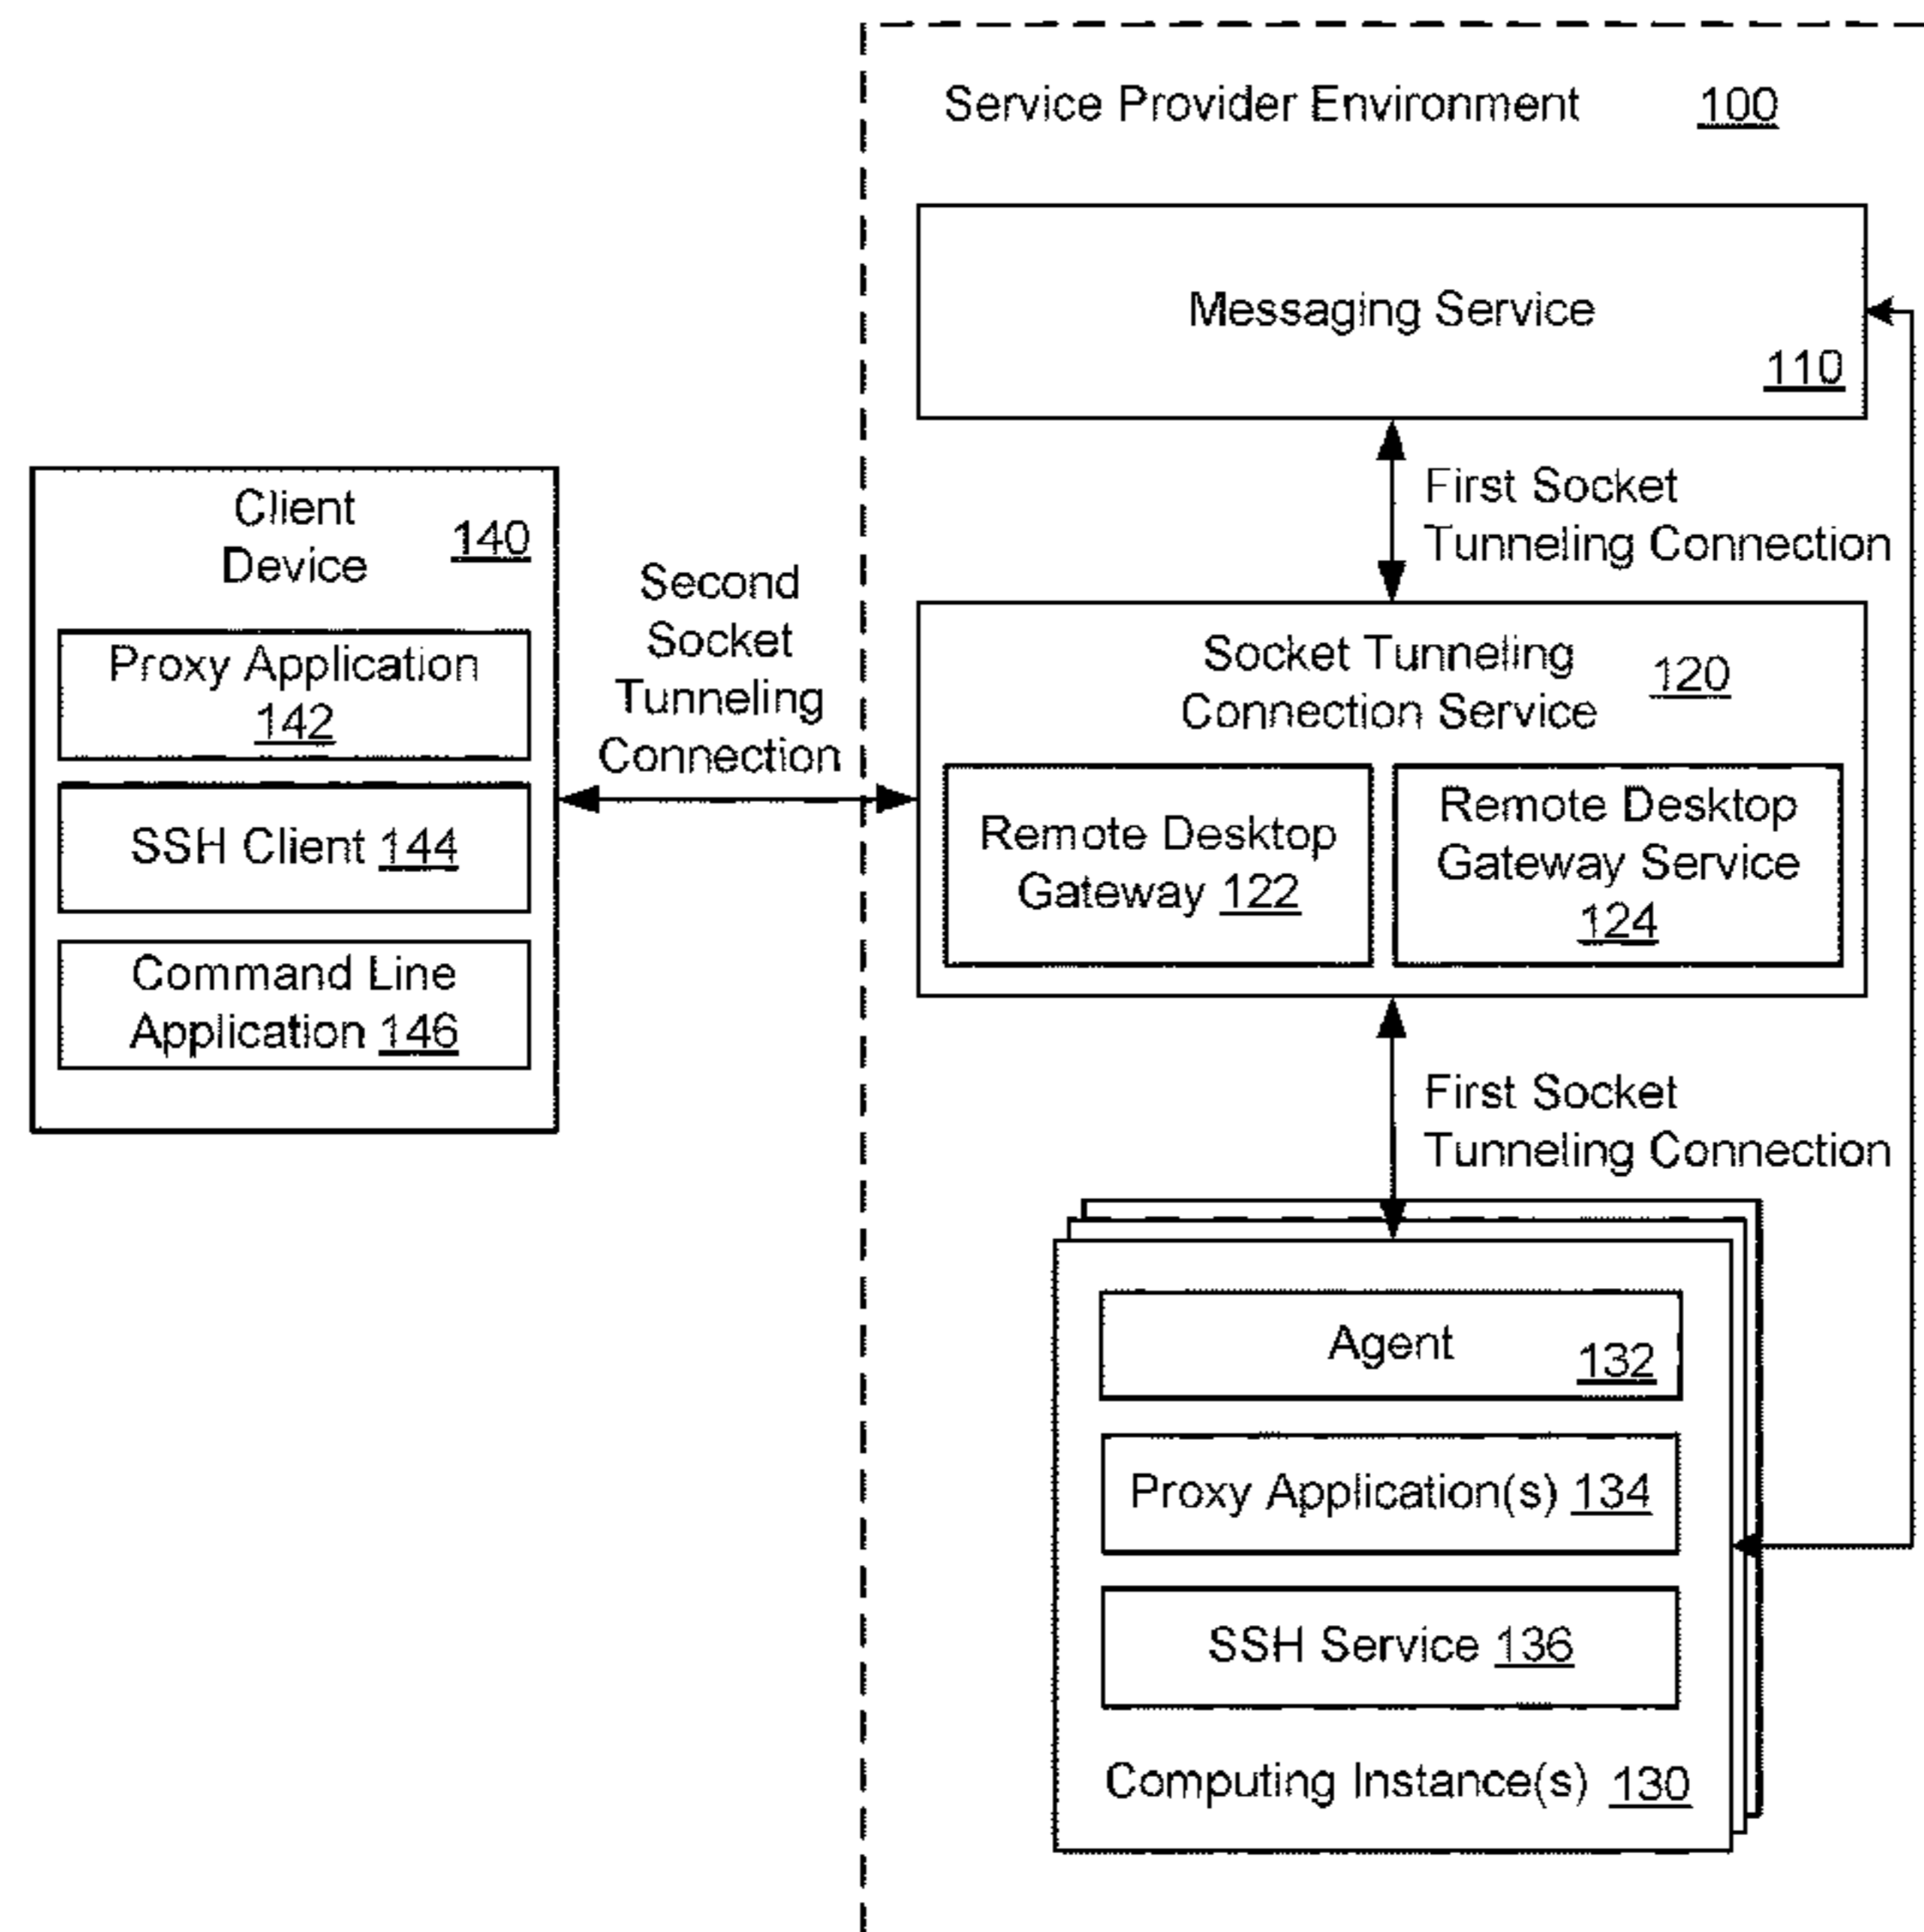 Service Provider Environment 100
Messaging Service
110
First Socket
Tunneling Connection
Client
Device
140
Proxy Application
142
SSH Client 144
Command Line
Application 146
Second
Socket
Tunneling
Connection
Socket Tunneling
Connection Service
120
Remote Desktop
Gateway 122
Remote Desktop
Gateway Service
124
First Socket
Tunneling Connection
Agent 132
Proxy Application(s) 134
SSH Service 136
Computing Instance(s) 130